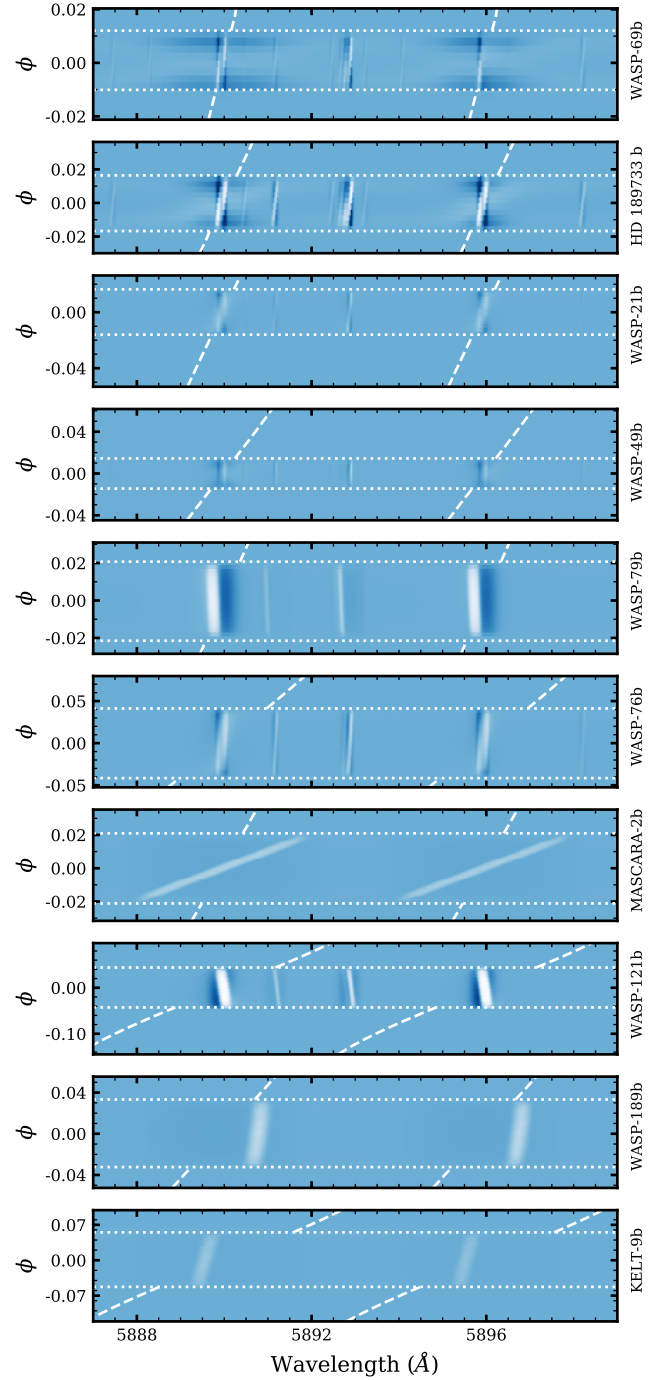 0.02
0.00
-0.02
ϕ
WASP-69b
0.02
0.00
-0.02
ϕ
HD 189733 b
0.00
-0.04
ϕ
WASP-21b
0.04
0.00
-0.04
ϕ
WASP-49b
0.02
0.00
-0.02
ϕ
WASP-79b
0.05
0.00
-0.05
ϕ
WASP-76b
0.02
0.00
-0.02
ϕ
MASCARA-2b
0.00
-0.10
ϕ
WASP-121b
0.04
0.00
-0.04
ϕ
WASP-189b
0.07
0.00
-0.07
ϕ
KELT-9b
5888 5892 5896
Wavelength (Å)